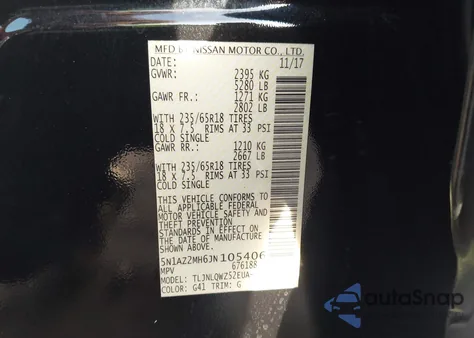 MFD BY NISSAN MOTOR CO., LTD.
DATE: 11/17
GVWR: 2395 KG
5280 LB
GAWR FR.: 1271 KG
2802 LB
WITH 235/65R18 TIRES
18 X 7.5 RIMS AT 33 PSI
COLD SINGLE
GAWR RR.: 1210 KG
2667 LB
WITH 235/65R18 TIRES
18 X 7.5 RIMS AT 33 PSI
COLD SINGLE
THIS VEHICLE CONFORMS TO
ALL APPLICABLE FEDERAL
MOTOR VEHICLE SAFETY AND
THEFT PREVENTION
STANDARDS IN EFFECT ON THE
DATE OF MANUFACTURE
5N1AZ2MH6JN105406
MPV 676188
MODEL: TLJNLQWZ52EUA
COLOR: G41 TRIM: G
autoSnap